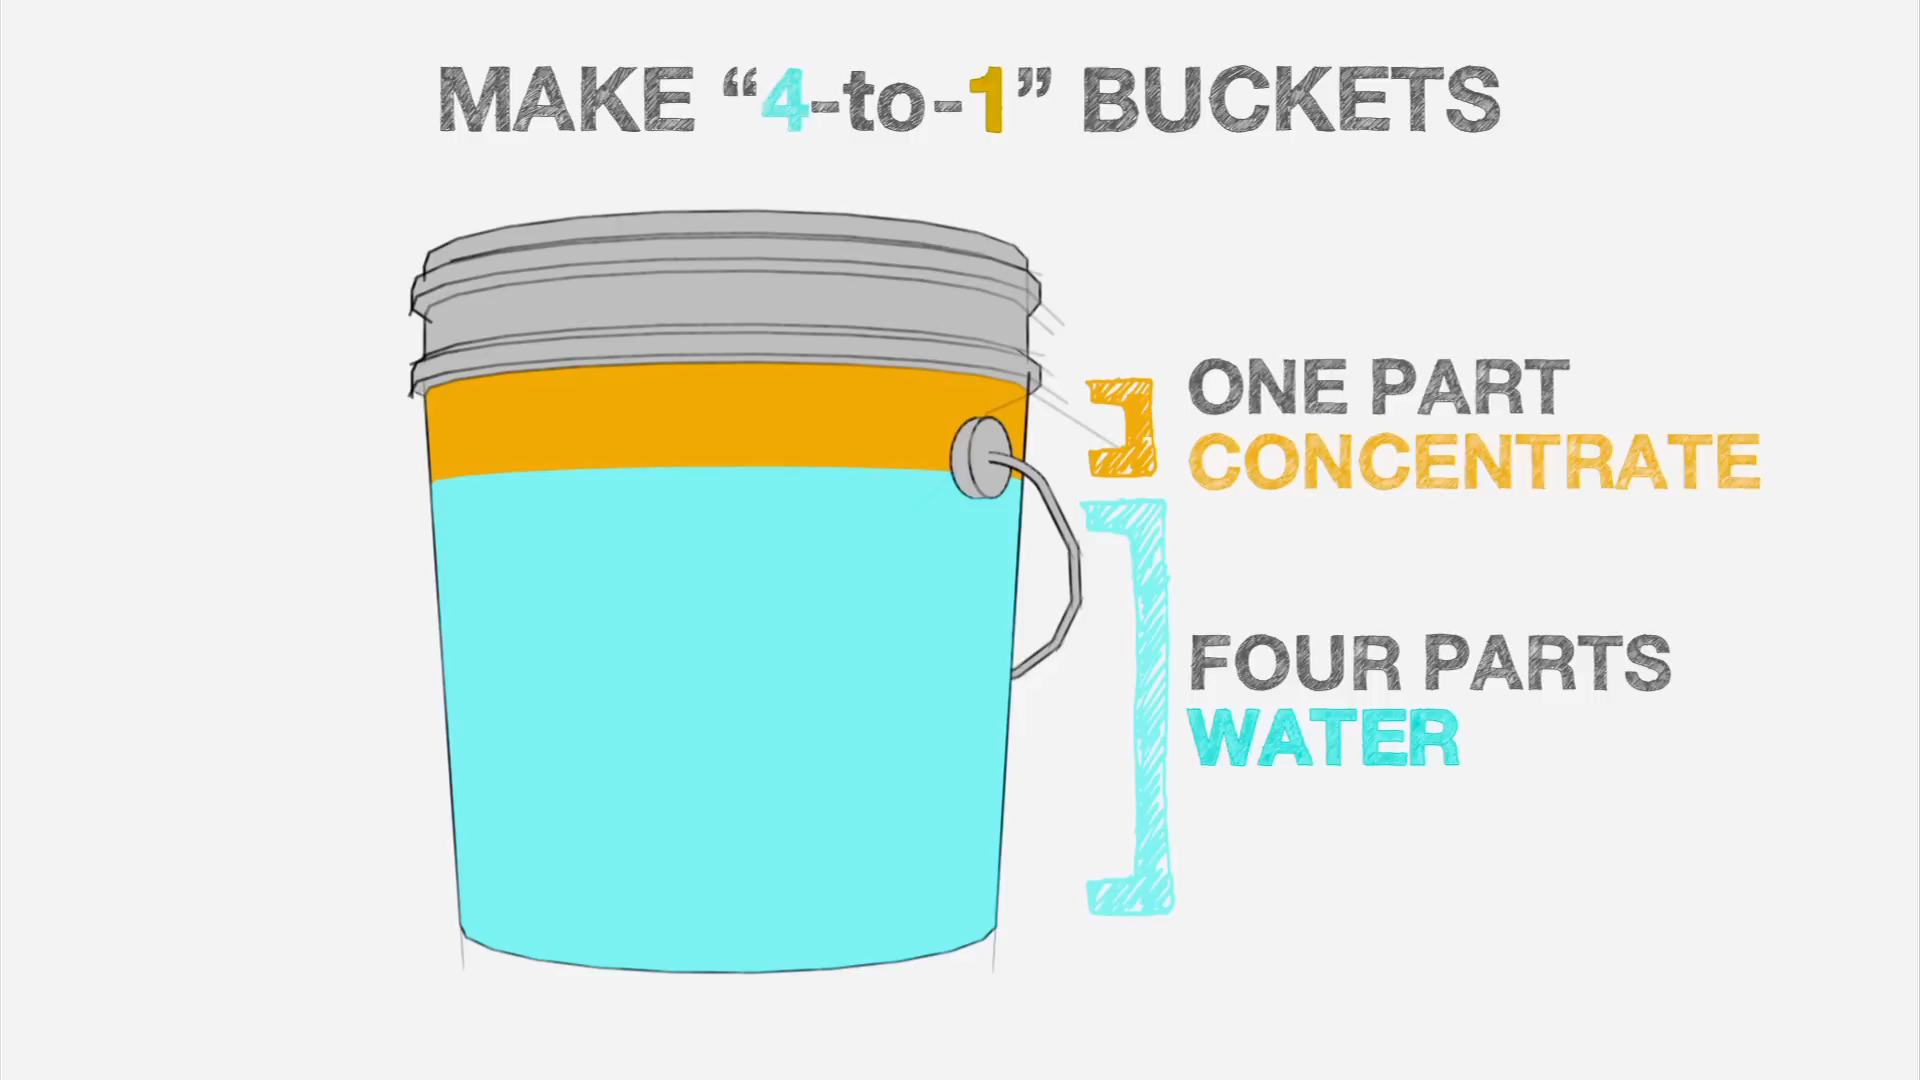 MAKE “4-to-1” BUCKETS
ONE PART
CONCENTRATE
FOUR PARTS
WATER